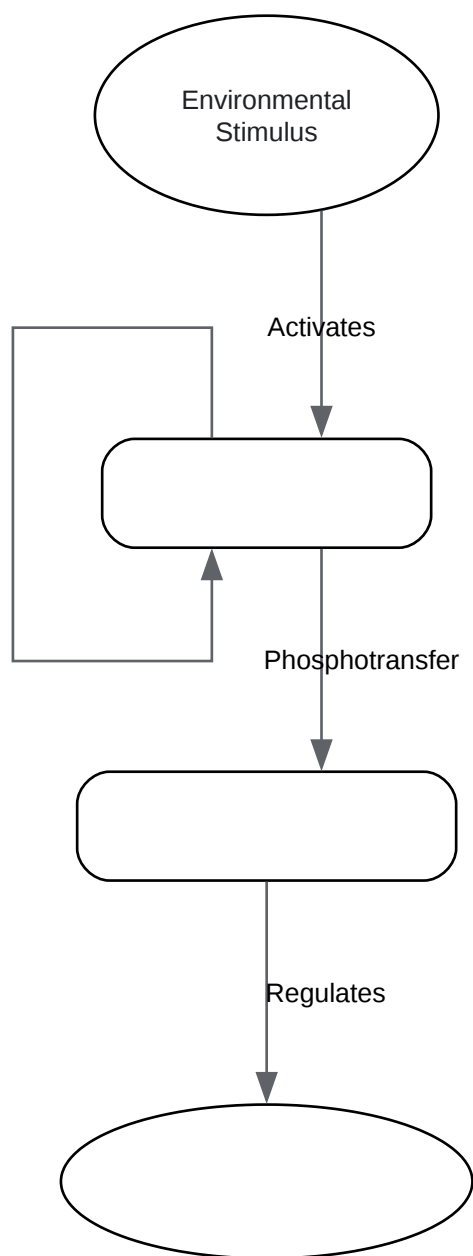 Environmental
Stimulus
Activates
Phosphotransfer
Regulates